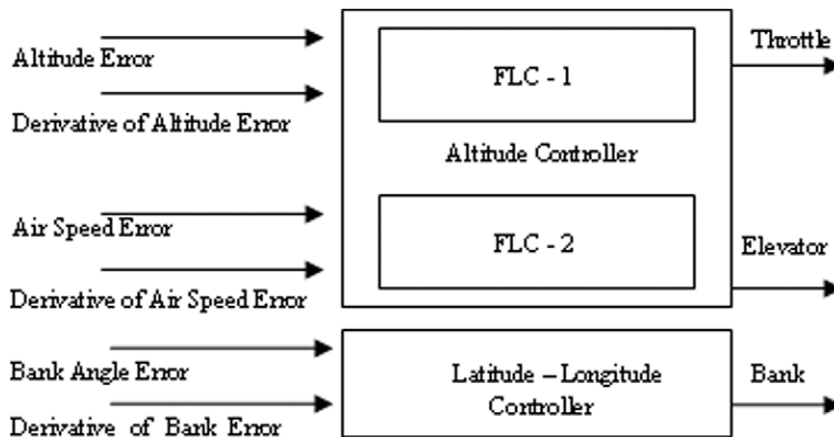 Altitude Error
Derivative of Altitude Error
Air Speed Error
Derivative of Air Speed Error
Bank Angle Error
Derivative of Bank Error
FLC - 1
Altitude Controller
FLC - 2
Latitude – Longitude
Controller
Throttle
Elevator
Bank